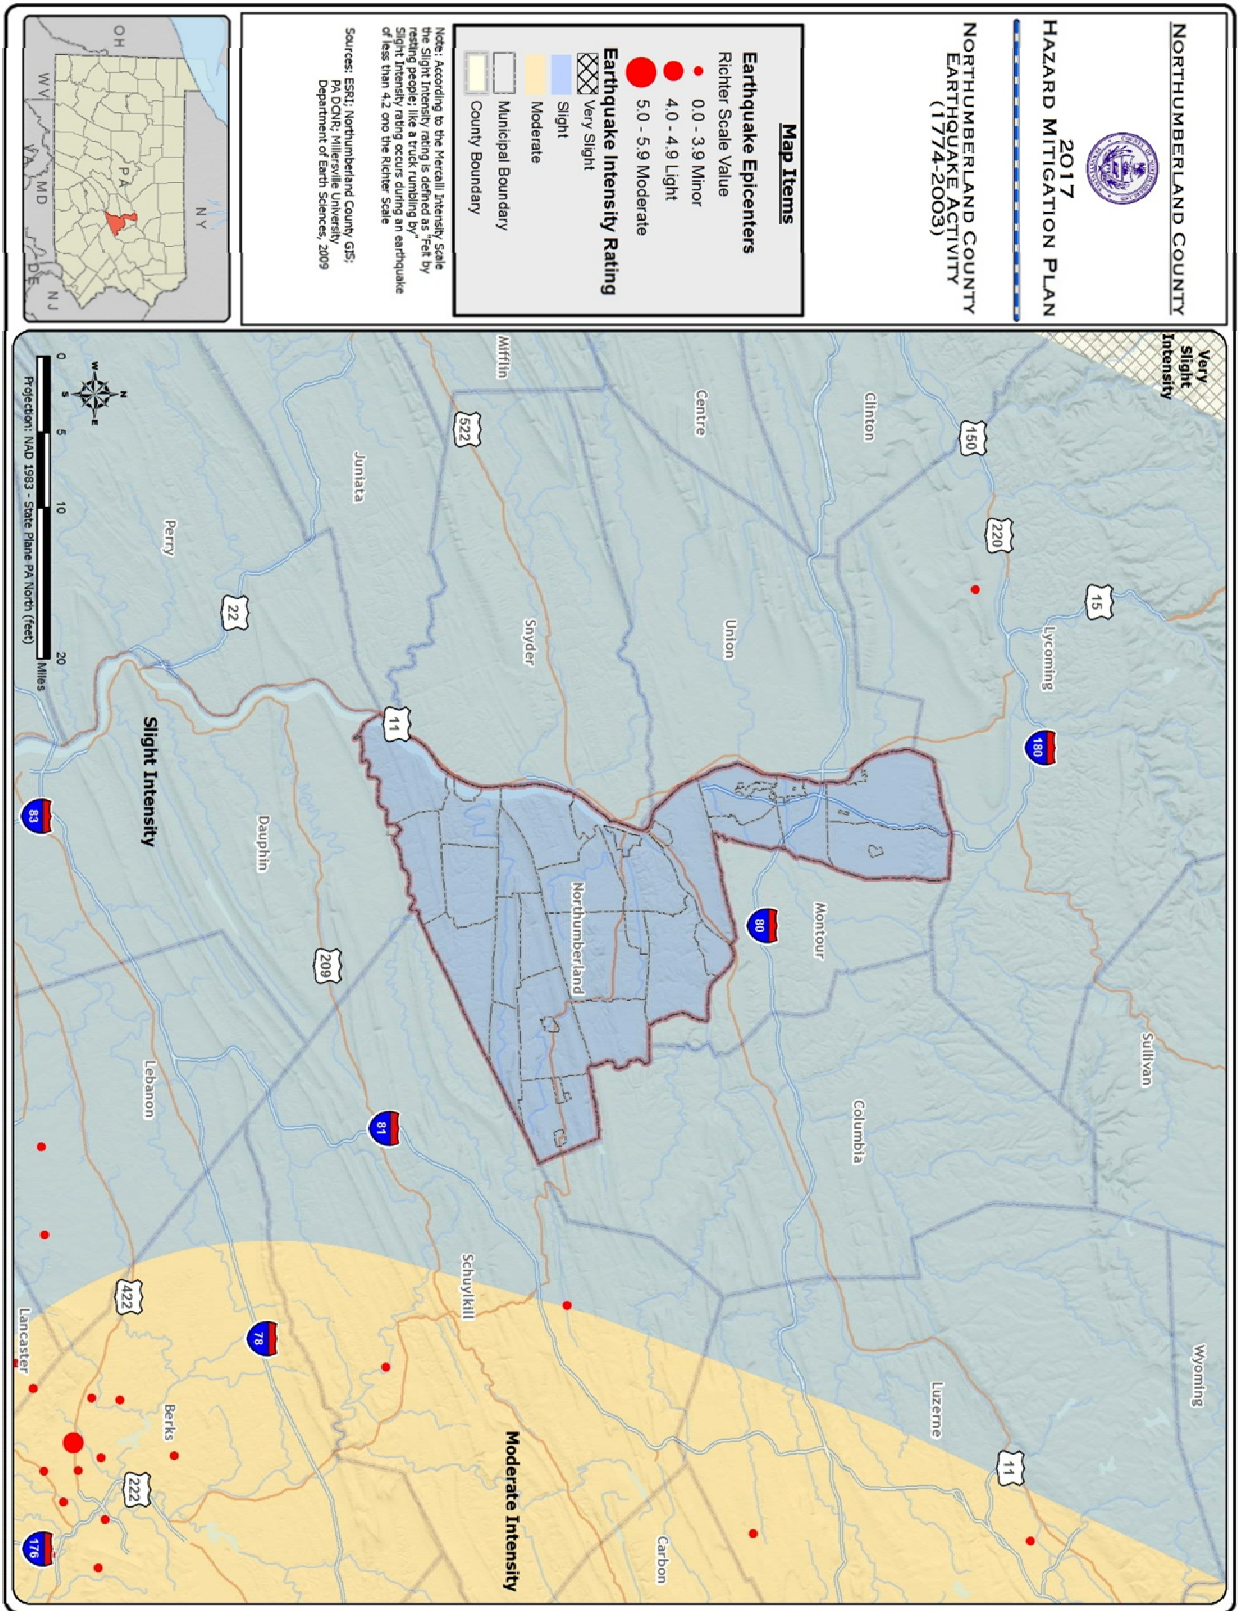 NORTHUMBERLAND COUNTY
2017
HAZARD MITIGATION PLAN
NORTHUMBERLAND COUNTY
EARTHQUAKE ACTIVITY
(1774-2003)
Map Items
Earthquake Epicenters
Richter Scale Value
0.0 - 3.9 Minor
4.0 - 4.9 Light
5.0 - 5.9 Moderate
Earthquake Intensity Rating
Very Slight
Slight
Moderate
Municipal Boundary
County Boundary
Note: According to the Mercalli Intensity Scale
the Slight Intensity rating is defined as "Felt by
resting people; like a truck rumbling by"
Slight Intensity rating occurs during an earthquake
of less than 4.2 ono the Richter Scale
Sources: ESRI; Northumberland County GIS;
PA DCNR; Millersville University
Department of Earth Sciences, 2009
NY
OH
PA
NJ
WV
MD
VA
DE
Very
Slight
Intensity
Wyoming
Sullivan
15
Lycoming
180
220
150
11
Luzerne
Clinton
Columbia
Montour
80
Centre
Union
Carbon
Northumberland
Snyder
Mifflin
Moderate Intensity
522
Schuylkill
11
81
Juniata
209
Dauphin
78
22
Perry
Berks
Slight Intensity
Lebanon
222
422
83
176
Lancaster
N
W
E
S
0
5
10
20
Miles
Projection: NAD 1983 - State Plane PA North (feet)